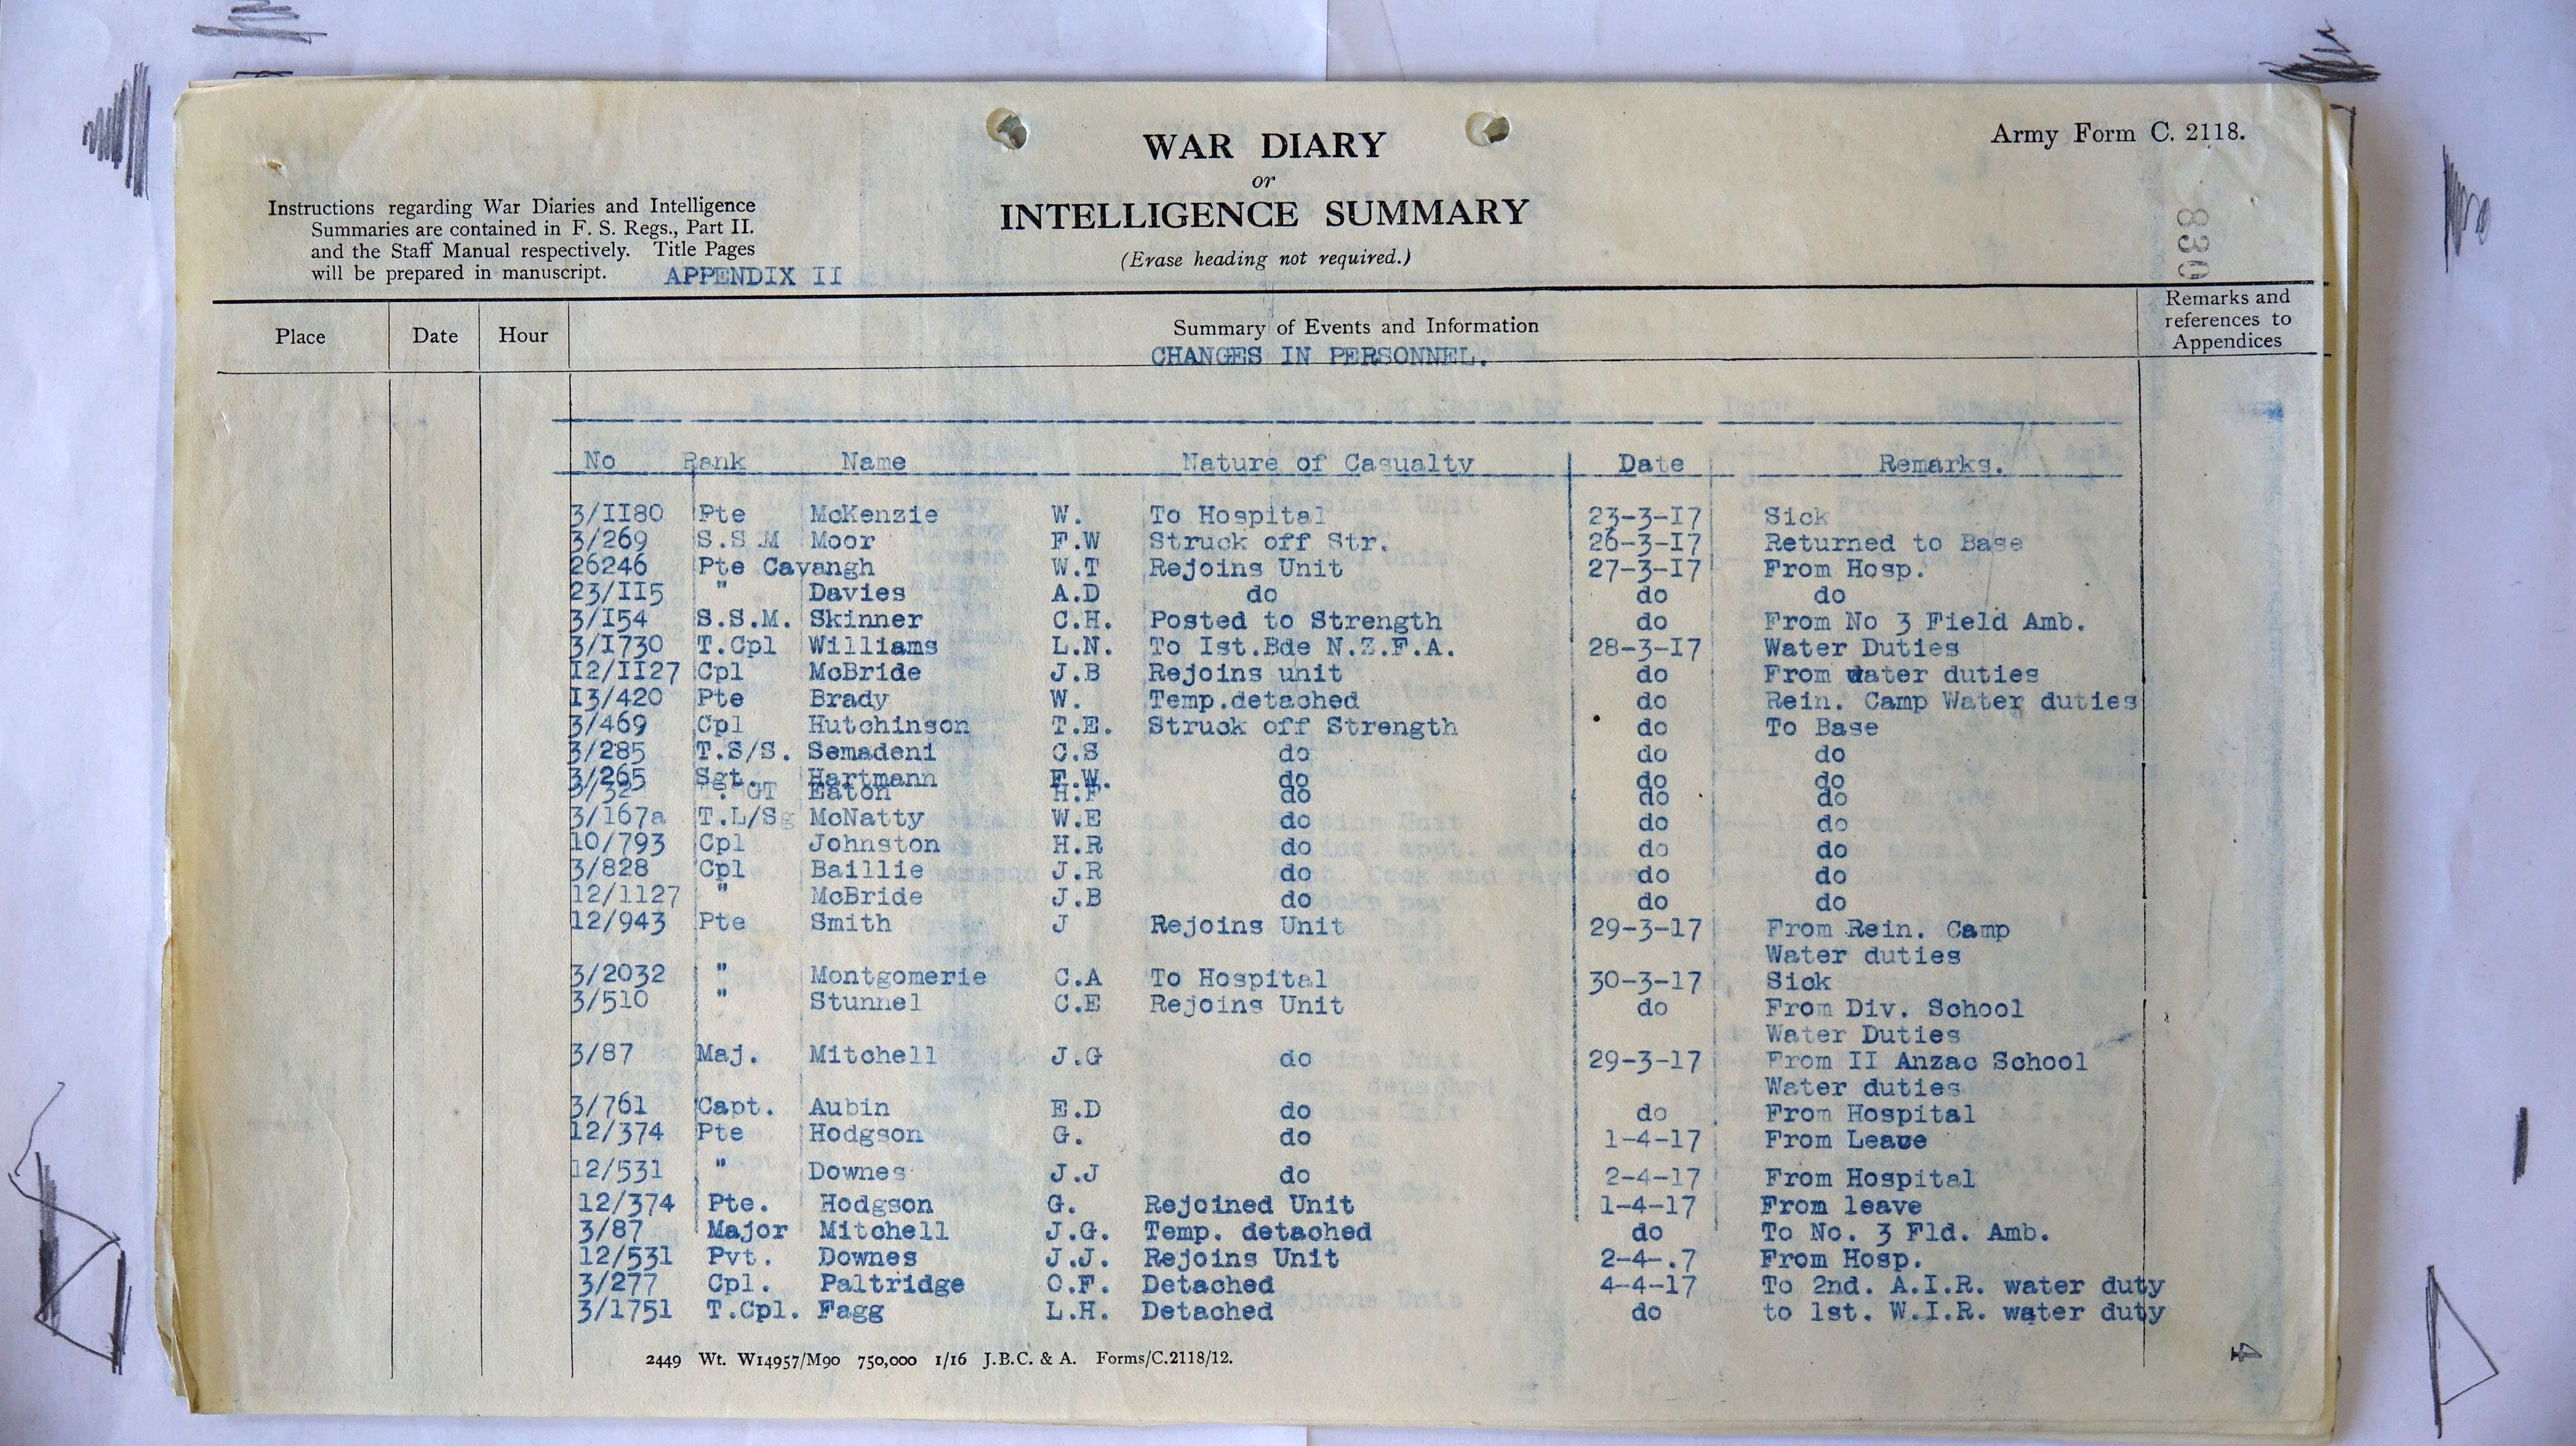 Army Form C. 2118.
WAR DIARY
or
INTELLIGENCE SUMMARY
(Erase heading not required.)
Instructions regarding War Diaries and Intelligence
Summaries are contained in F. S. Regs., Part II.
and the Staff Manual respectively. Title Pages
will be prepared in manuscript.
APPENDIX II
830
Place Date Hour Summary of Events and Information Remarks and references to Appendices
CHANGES IN PERSONNEL.
No Rank Name Nature of Casualty Date Remarks.
3/II80 Pte McKenzie W. To Hospital 23-3-I7 Sick
3/269 S.S.M Moor F.W Struck off Str. 26-3-I7 Returned to Base
26246 Pte Cavangh W.T Rejoins Unit 27-3-I7 From Hosp.
23/II5 " Davies A.D do do do
3/I54 S.S.M. Skinner C.H. Posted to Strength do From No 3 Field Amb.
3/I730 T.Cpl Williams L.N. To Ist.Bde N.Z.F.A. 28-3-I7 Water Duties
I2/II27 Cpl McBride J.B Rejoins unit do From water duties
I3/420 Pte Brady W. Temp.detached do Rein. Camp Water duties
3/469 Cpl Hutchinson T.E. Struck off Strength do To Base
3/285 T.S/S. Semadeni C.S do do do
3/265 Sgt. Hartmann F.W. do do do
Eaton H.F do do do
3/167a T.L/Sg McNatty W.E do do do
10/793 Cpl Johnston H.R do do do
3/828 Cpl Baillie J.R do do do
12/1127 " McBride J.B do do do
12/943 Pte Smith J Rejoins Unit 29-3-17 From Rein. Camp
Water duties
3/2032 " Montgomerie C.A To Hospital 30-3-17 Sick
3/510 " Stunnel C.E Rejoins Unit do From Div. School
Water Duties
3/87 Maj. Mitchell J.G do 29-3-17 From II Anzac School
Water duties
3/761 Capt. Aubin E.D do do From Hospital
12/374 Pte Hodgson G. do 1-4-17 From Leave
12/531 " Downes J.J do 2-4-17 From Hospital
12/374 Pte. Hodgson G. Rejoined Unit 1-4-17 From leave
3/87 Major Mitchell J.G. Temp. detached do To No. 3 Fld. Amb.
12/531 Pvt. Downes J.J. Rejoins Unit 2-4-.7 From Hosp.
3/277 Cpl. Paltridge O.F. Detached 4-4-17 To 2nd. A.I.R. water duty
3/1751 T.Cpl. Fagg L.H. Detached do to 1st. W.I.R. water duty
2449 Wt. W14957/M90 750,000 1/16 J.B.C. & A. Forms/C.2118/12.
4